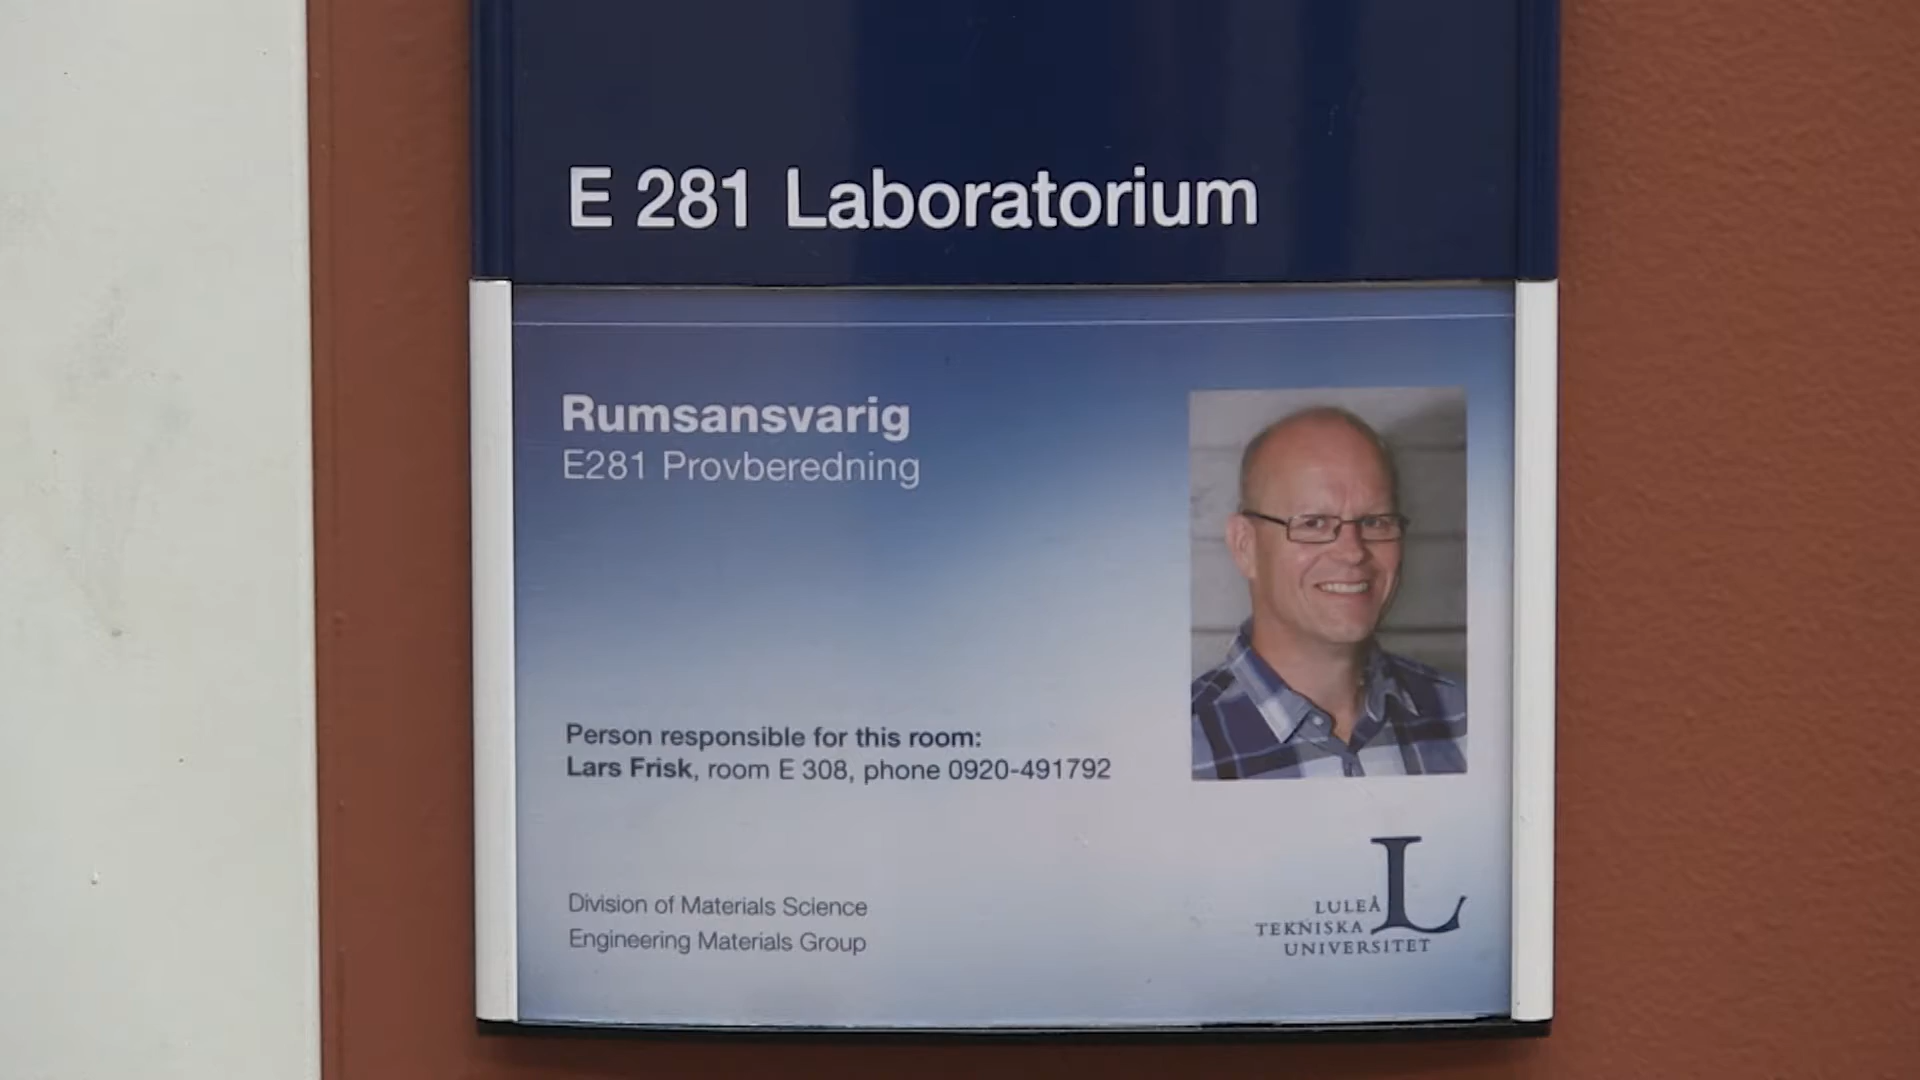 E 281 Laboratorium
Rumsansvarig
E281 Provberedning
Person responsible for this room:
Lars Frisk, room E 308, phone 0920-491792
Division of Materials Science
Engineering Materials Group
L
LULEÅ
TEKNISKA
UNIVERSITET